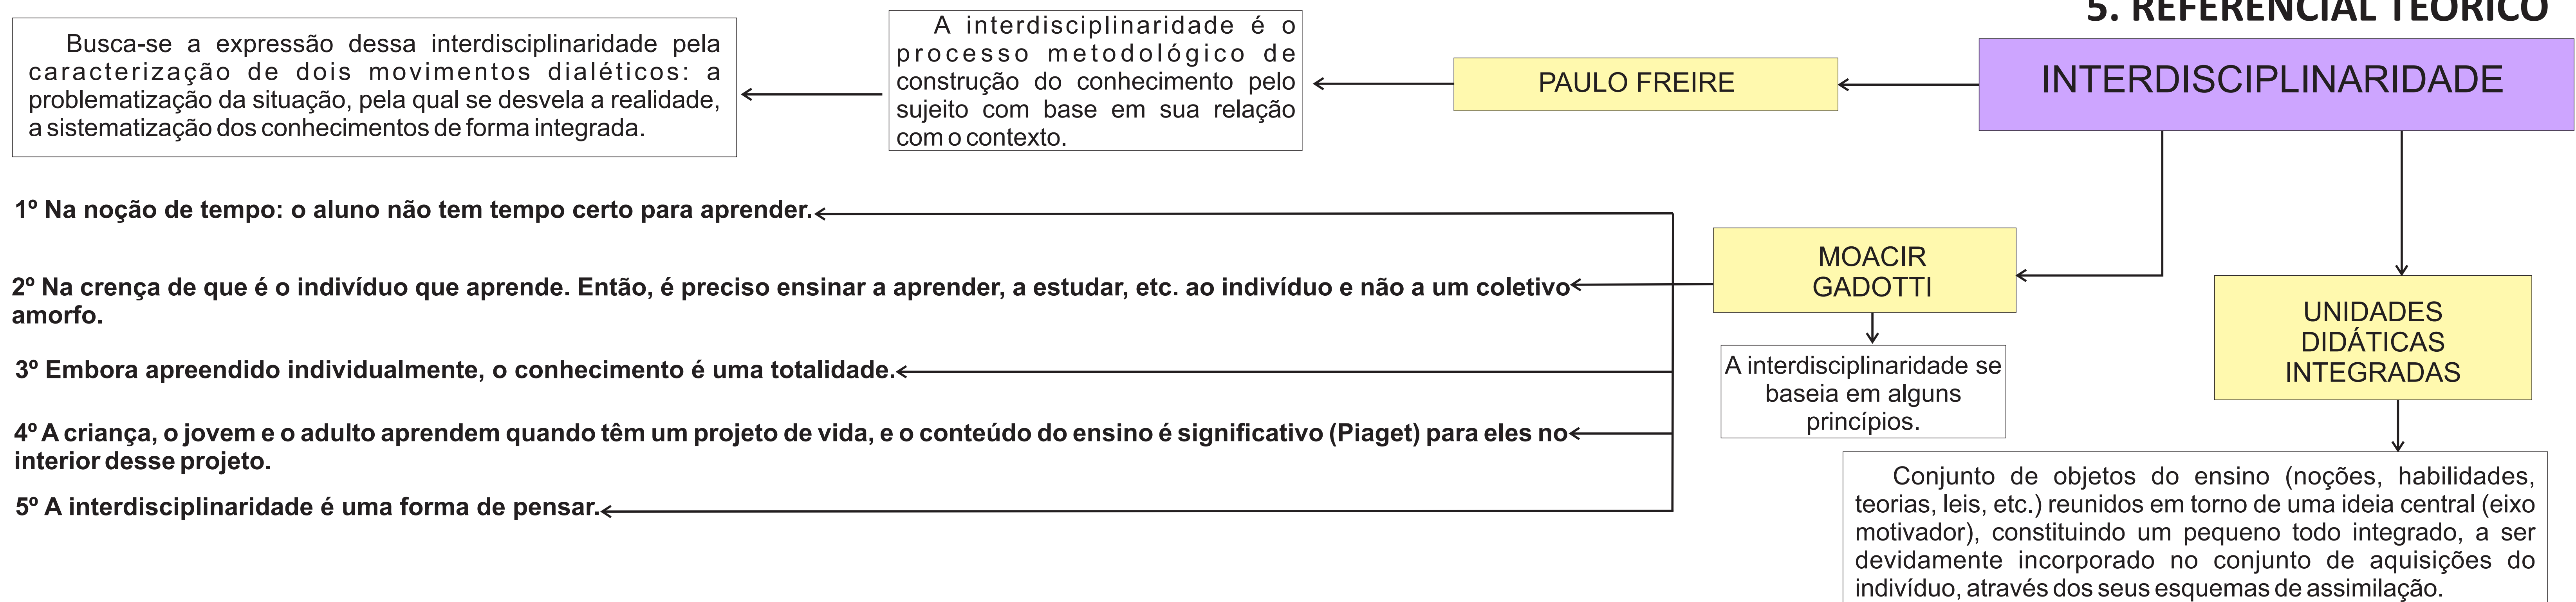 5. REFERENCIAL TEÓRICO
INTERDISCIPLINARIDADE
PAULO FREIRE
A interdisciplinaridade é o
processo metodológico de
construção do conhecimento pelo
sujeito com base em sua relação
com o contexto.
Busca-se a expressão dessa interdisciplinaridade pela
caracterização de dois movimentos dialéticos: a
problematização da situação, pela qual se desvela a realidade,
a sistematização dos conhecimentos de forma integrada.
MOACIR
GADOTTI
A interdisciplinaridade se
baseia em alguns
princípios.
1º Na noção de tempo: o aluno não tem tempo certo para aprender.
2º Na crença de que é o indivíduo que aprende. Então, é preciso ensinar a aprender, a estudar, etc. ao indivíduo e não a um coletivo
amorfo.
3º Embora apreendido individualmente, o conhecimento é uma totalidade.
4º A criança, o jovem e o adulto aprendem quando têm um projeto de vida, e o conteúdo do ensino é significativo (Piaget) para eles no
interior desse projeto.
5º A interdisciplinaridade é uma forma de pensar.
UNIDADES
DIDÁTICAS
INTEGRADAS
Conjunto de objetos do ensino (noções, habilidades,
teorias, leis, etc.) reunidos em torno de uma ideia central (eixo
motivador), constituindo um pequeno todo integrado, a ser
devidamente incorporado no conjunto de aquisições do
indivíduo, através dos seus esquemas de assimilação.